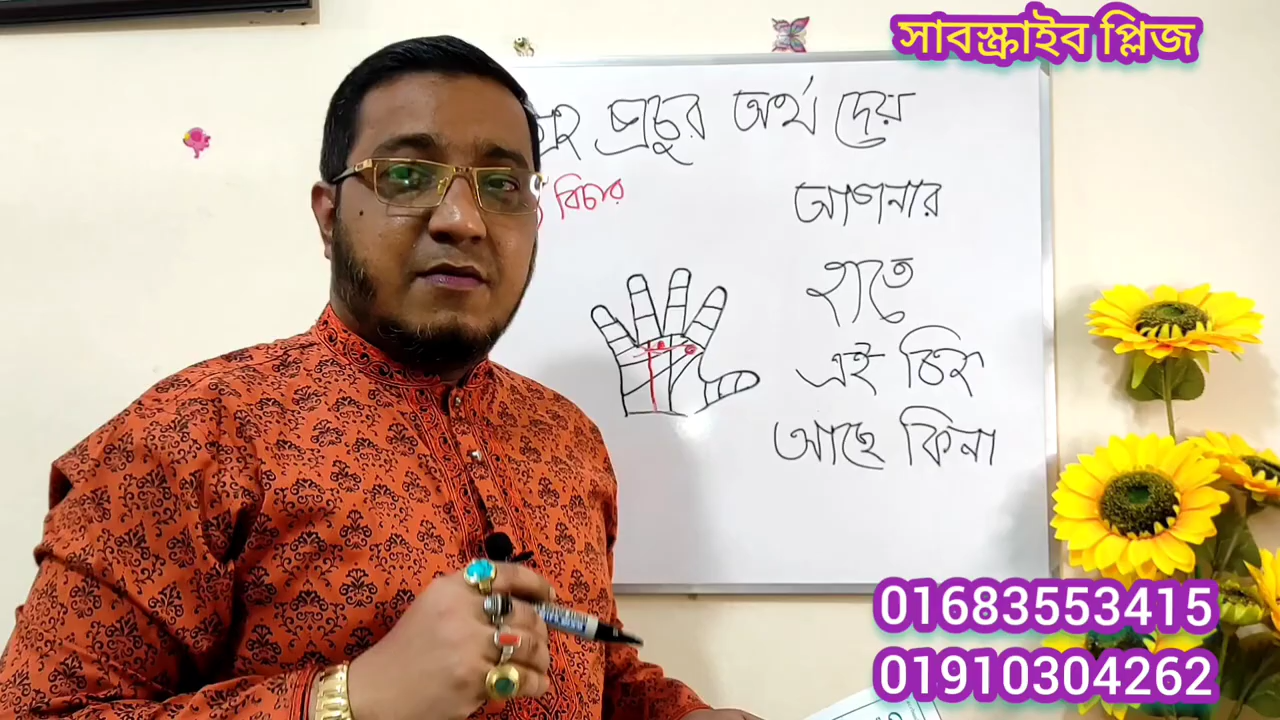 সাবস্ক্রাইব প্লিজ
প্রচুর অর্থ দেয়
বিচার
আপনার
হাতে
এই চিহ্ন
আছে কিনা
01683553415
01910304262